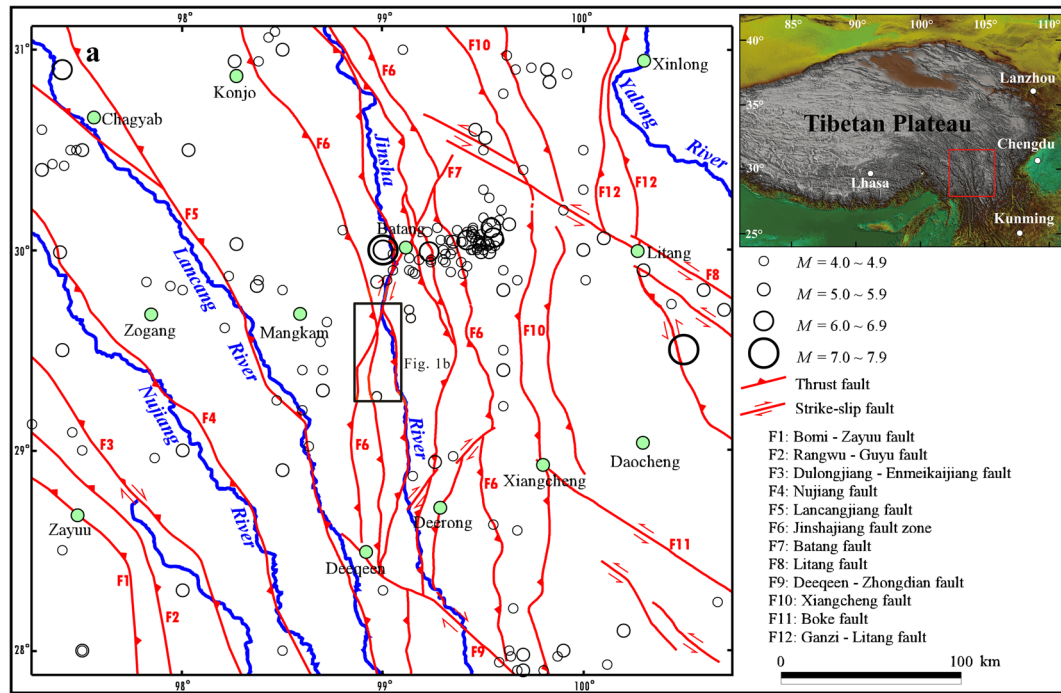 98°
99°
100°
31°
30°
29°
28°
98°
99°
100°
a
F10
F6
Xinlong
Konjo
Yalong
River
Chagyab
F6
Jinsha
F7
F12
F12
F5
Batang
Litang
F8
Lancang
Zogang
Mangkam
F6
F10
River
Fig. 1b
Nujiang
F4
F3
River
F6
Daocheng
Xiangcheng
F6
Zayuu
River
Deerong
F11
Deeqeen
F1
F2
F9
85°
100°
105°
110°
40°
35°
30°
25°
Lanzhou
Tibetan Plateau
Chengdu
Lhasa
Kunming
M = 4.0 ~ 4.9
M = 5.0 ~ 5.9
M = 6.0 ~ 6.9
M = 7.0 ~ 7.9
Thrust fault
Strike-slip fault
F1: Bomi - Zayuu fault
F2: Rangwu - Guyu fault
F3: Dulongjiang - Enmeikaijiang fault
F4: Nujiang fault
F5: Lancangjiang fault
F6: Jinshajiang fault zone
F7: Batang fault
F8: Litang fault
F9: Deeqeen - Zhongdian fault
F10: Xiangcheng fault
F11: Boke fault
F12: Ganzi - Litang fault
0
100 km